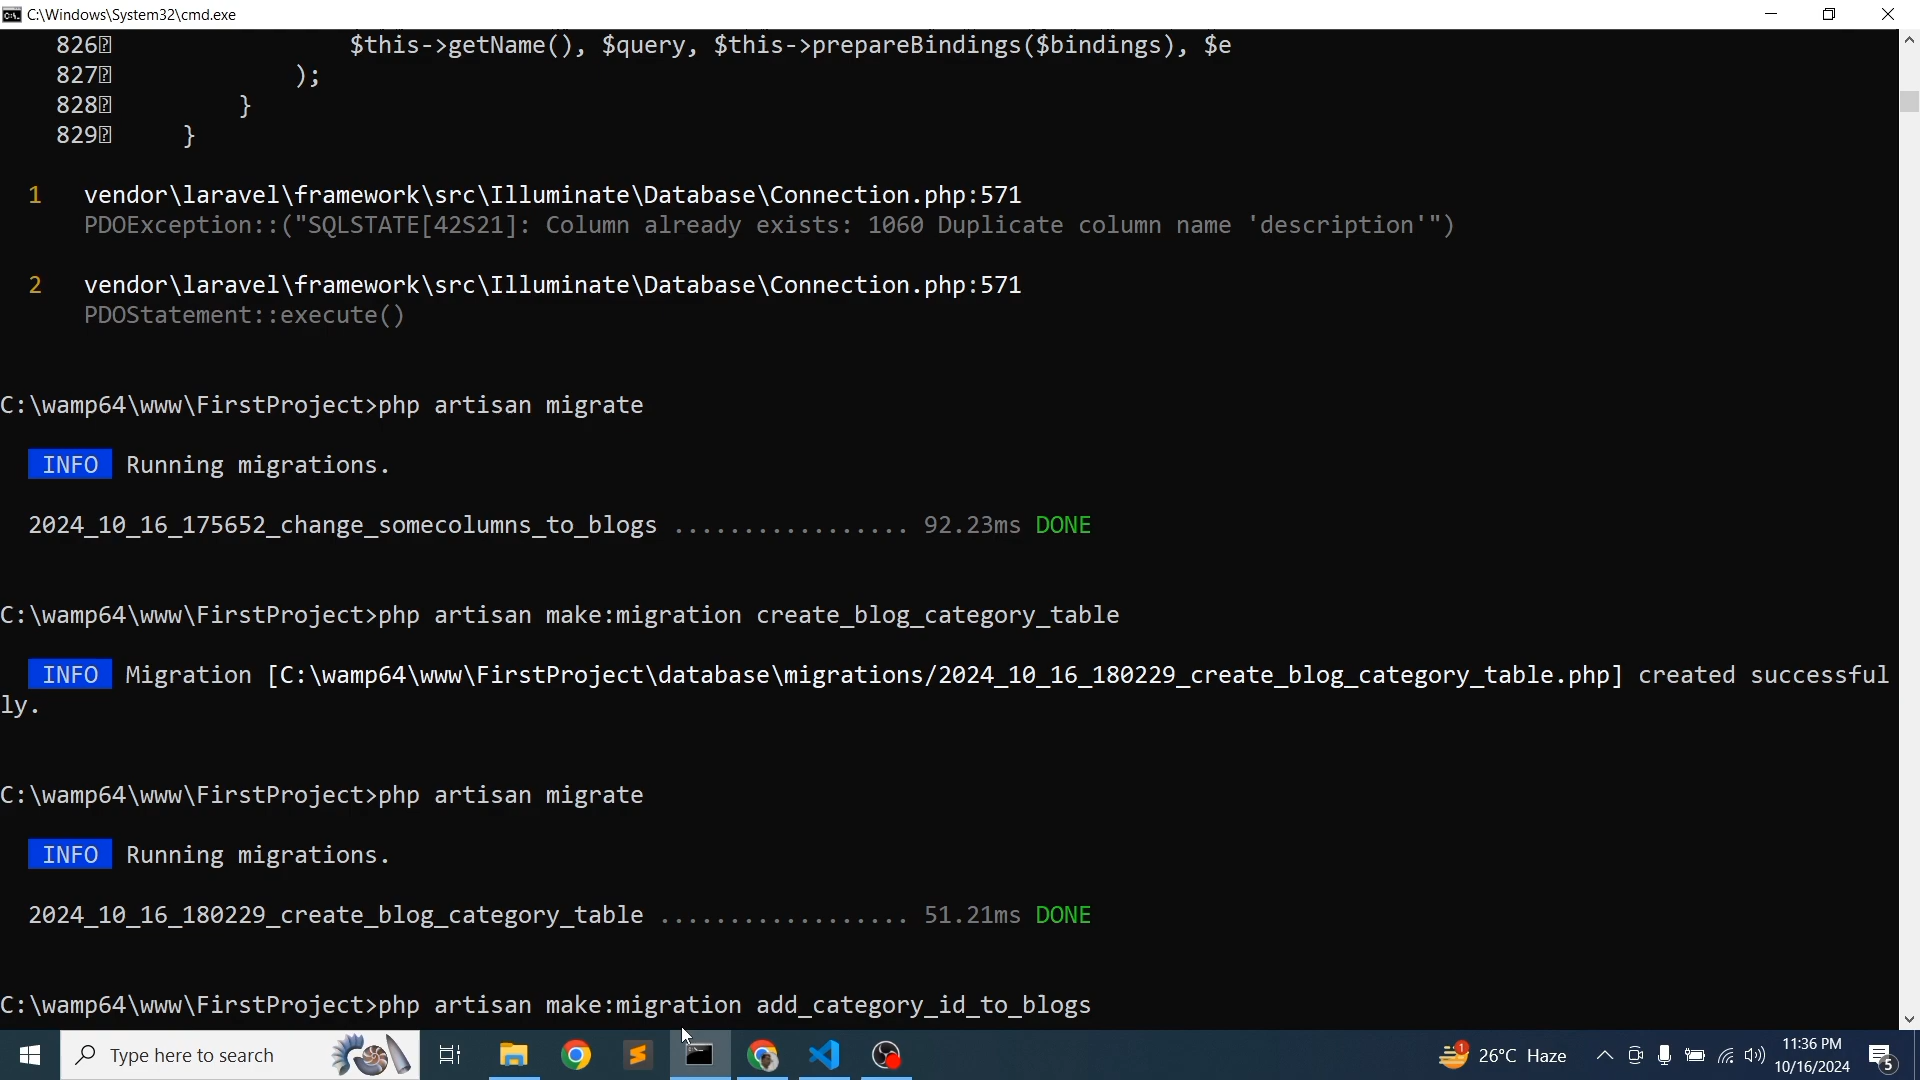 C:\Windows\System32\cmd.exe
826 $this->getName(), $query, $this->prepareBindings($bindings), $e
827 );
828 }
829 }
1 vendor\laravel\framework\src\Illuminate\Database\Connection.php:571
PDOException::("SQLSTATE[42S21]: Column already exists: 1060 Duplicate column name 'description'")
2 vendor\laravel\framework\src\Illuminate\Database\Connection.php:571
PDOStatement::execute()
C:\wamp64\www\FirstProject>php artisan migrate
INFO Running migrations.
2024_10_16_175652_change_somecolumns_to_blogs ................. 92.23ms DONE
C:\wamp64\www\FirstProject>php artisan make:migration create_blog_category_table
INFO Migration [C:\wamp64\www\FirstProject\database\migrations/2024_10_16_180229_create_blog_category_table.php] created successful
ly.
C:\wamp64\www\FirstProject>php artisan migrate
INFO Running migrations.
2024_10_16_180229_create_blog_category_table .................. 51.21ms DONE
C:\wamp64\www\FirstProject>php artisan make:migration add_category_id_to_blogs
Type here to search
1
26°C Haze
11:36 PM
10/16/2024
5